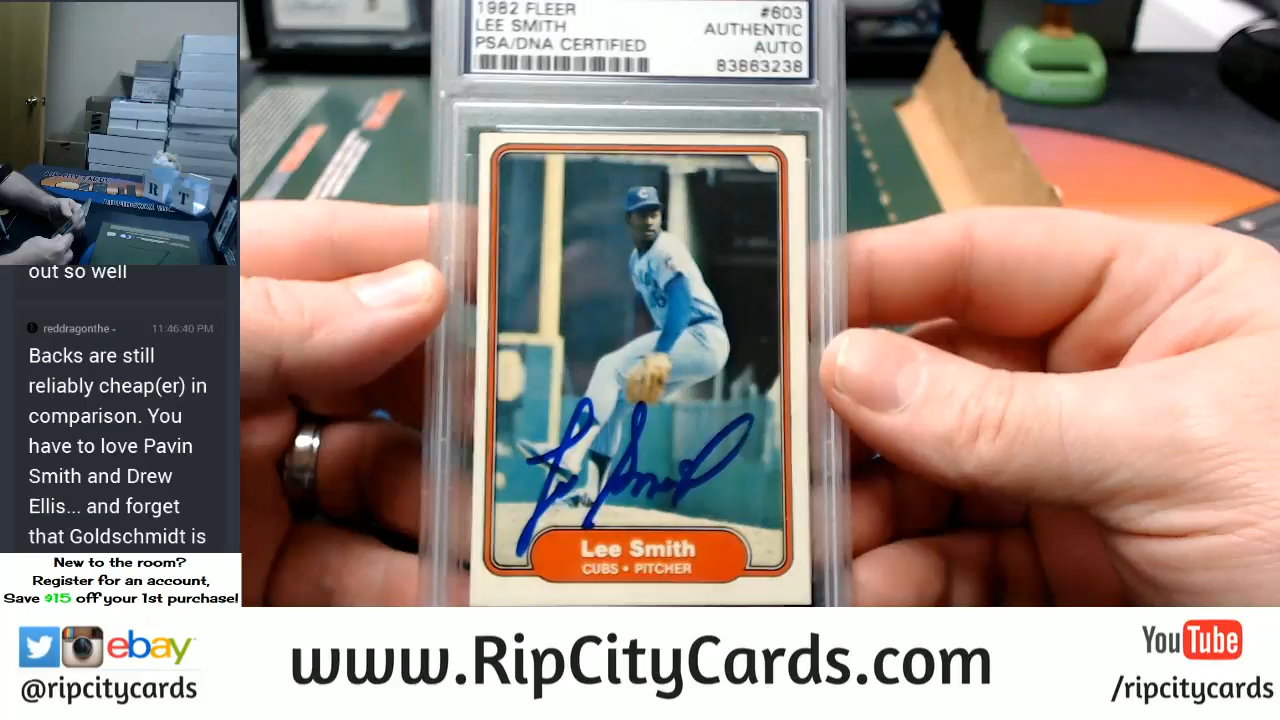 1982 FLEER #603
LEE SMITH AUTHENTIC
PSA/DNA CERTIFIED AUTO
83863238
Lee Smith
Lee Smith
CUBS • PITCHER
out so well
reddragonthe 11:46:40 PM
Backs are still
reliably cheap(er) in
comparison. You
have to love Pavin
Smith and Drew
Ellis... and forget
that Goldschmidt is
New to the room?
Register for an account,
Save $15 off your 1st purchase!
ebay
@ripcitycards
www.RipCityCards.com
YouTube
/ripcitycards